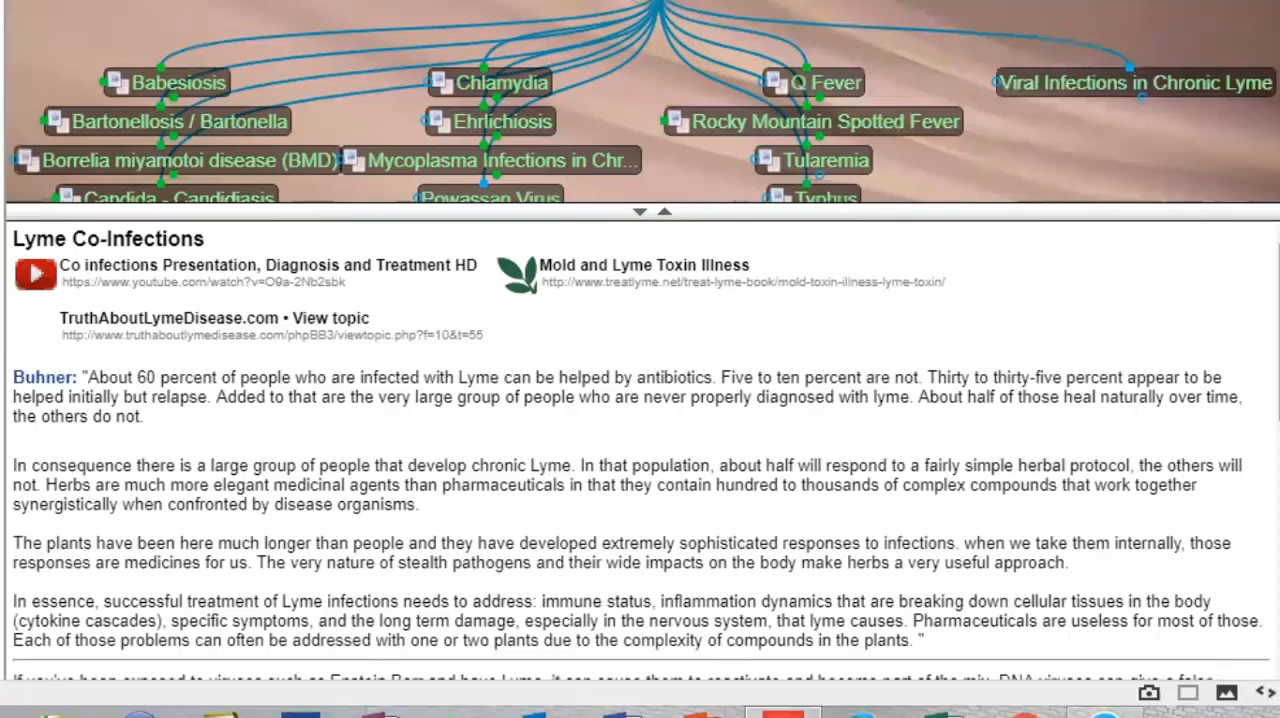 Babesiosis
Chlamydia
Q Fever
Viral Infections in Chronic Lyme
Bartonellosis / Bartonella
Ehrlichiosis
Rocky Mountain Spotted Fever
Borrelia miyamotoi disease (BMD)
Mycoplasma Infections in Chr...
Tularemia
Candida - Candidiasis
Powassan Virus
Typhus
Lyme Co-Infections
Co infections Presentation, Diagnosis and Treatment HD
https://www.youtube.com/watch?v=O9a-2Nb2sbk
Mold and Lyme Toxin Illness
http://www.treatlyme.net/treat-lyme-book/mold-toxin-illness-lyme-toxin/
TruthAboutLymeDisease.com • View topic
http://www.truthaboutlymedisease.com/phpBB3/viewtopic.php?f=10&t=55
Buhner: "About 60 percent of people who are infected with Lyme can be helped by antibiotics. Five to ten percent are not. Thirty to thirty-five percent appear to be
helped initially but relapse. Added to that are the very large group of people who are never properly diagnosed with lyme. About half of those heal naturally over time,
the others do not.
In consequence there is a large group of people that develop chronic Lyme. In that population, about half will respond to a fairly simple herbal protocol, the others will
not. Herbs are much more elegant medicinal agents than pharmaceuticals in that they contain hundred to thousands of complex compounds that work together
synergistically when confronted by disease organisms.
The plants have been here much longer than people and they have developed extremely sophisticated responses to infections. when we take them internally, those
responses are medicines for us. The very nature of stealth pathogens and their wide impacts on the body make herbs a very useful approach.
In essence, successful treatment of Lyme infections needs to address: immune status, inflammation dynamics that are breaking down cellular tissues in the body
(cytokine cascades), specific symptoms, and the long term damage, especially in the nervous system, that lyme causes. Pharmaceuticals are useless for most of those.
Each of those problems can often be addressed with one or two plants due to the complexity of compounds in the plants. "